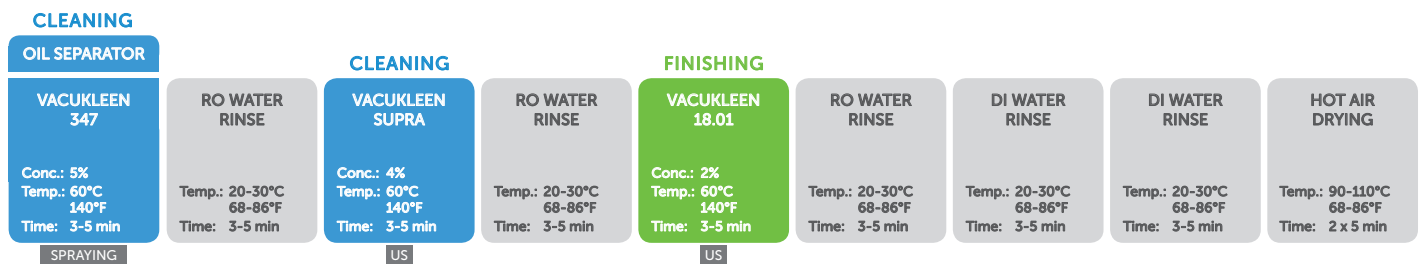 CLEANING
OIL SEPARATOR
VACUKLEEN
347
Conc.: 5%
Temp.: 60°C
140°F
Time: 3-5 min
SPRAYING
RO WATER
RINSE
Temp.: 20-30°C
68-86°F
Time: 3-5 min
CLEANING
VACUKLEEN
SUPRA
Conc.: 4%
Temp.: 60°C
140°F
Time: 3-5 min
US
RO WATER
RINSE
Temp.: 20-30°C
68-86°F
Time: 3-5 min
FINISHING
VACUKLEEN
18.01
Conc.: 2%
Temp.: 60°C
140°F
Time: 3-5 min
US
RO WATER
RINSE
Temp.: 20-30°C
68-86°F
Time: 3-5 min
DI WATER
RINSE
Temp.: 20-30°C
68-86°F
Time: 3-5 min
DI WATER
RINSE
Temp.: 20-30°C
68-86°F
Time: 3-5 min
HOT AIR
DRYING
Temp.: 90-110°C
68-86°F
Time: 2 x 5 min